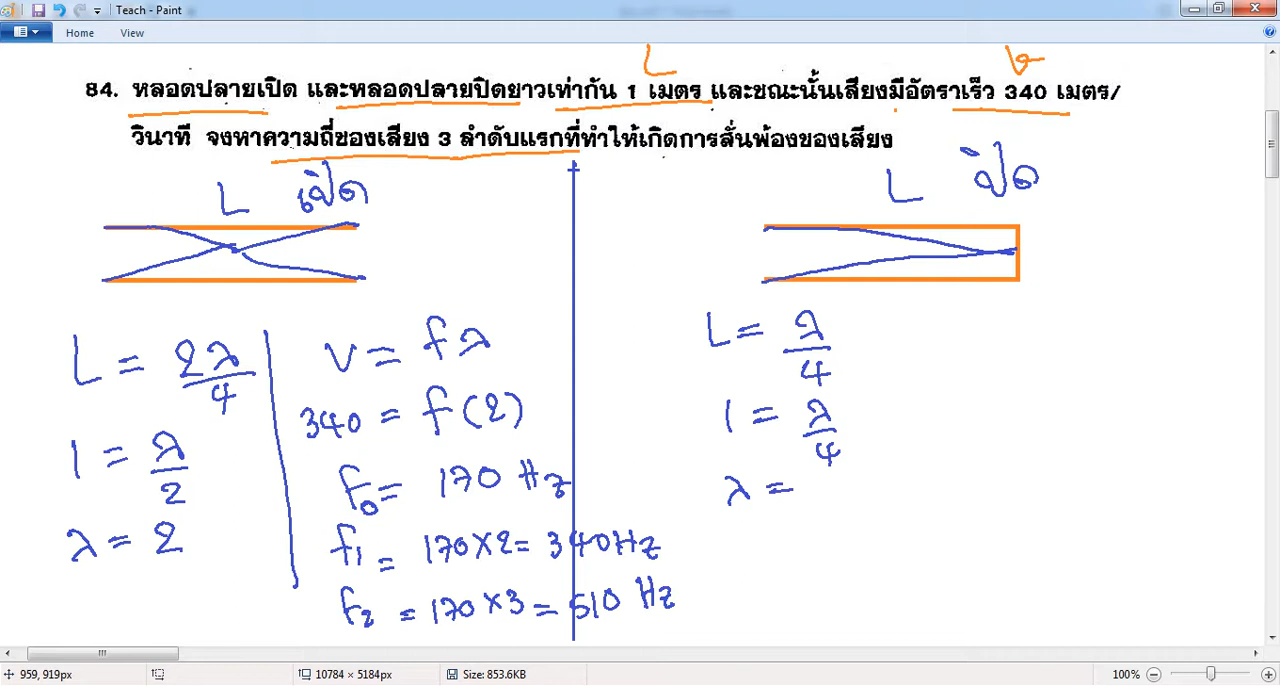 Teach - Paint
Home View
L v
84. หลอดปลายเปิด และหลอดปลายปิดยาวเท่ากัน 1 เมตร และขณะนั้นเสียงมีอัตราเร็ว 340 เมตร/
วินาที จงหาความถี่ของเสียง 3 ลำดับแรกที่ทำให้เกิดการสั่นพ้องของเสียง
L เปิด
L = 2λ/4
1 = λ/2
λ = 2
v = fλ
340 = f(2)
f₀ = 170 Hz
f₁ = 170×2 = 340 Hz
f₂ = 170×3 = 510 Hz
L ปิด
L = λ/4
1 = λ/4
λ =
959, 919px
10784 × 5184px
Size: 853.6KB
100%